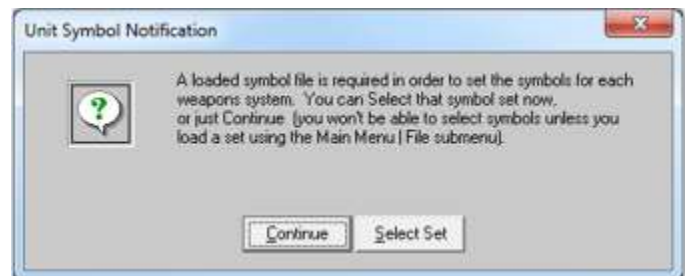 Unit Symbol Notification
A loaded symbol file is required in order to set the symbols for each
weapons system. You can Select that symbol set now,
or just Continue (you won't be able to select symbols unless you
load a set using the Main Menu | File submenu).
Continue Select Set